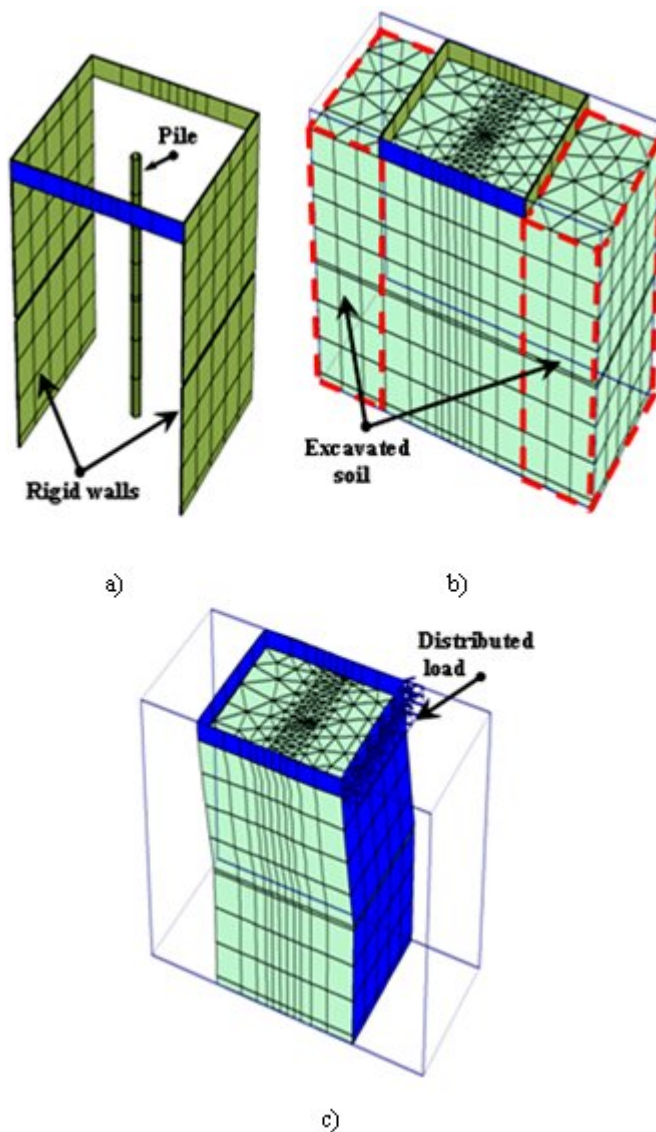 Pile
Rigid walls
Excavated
soil
a)
b)
Distributed
load
c)